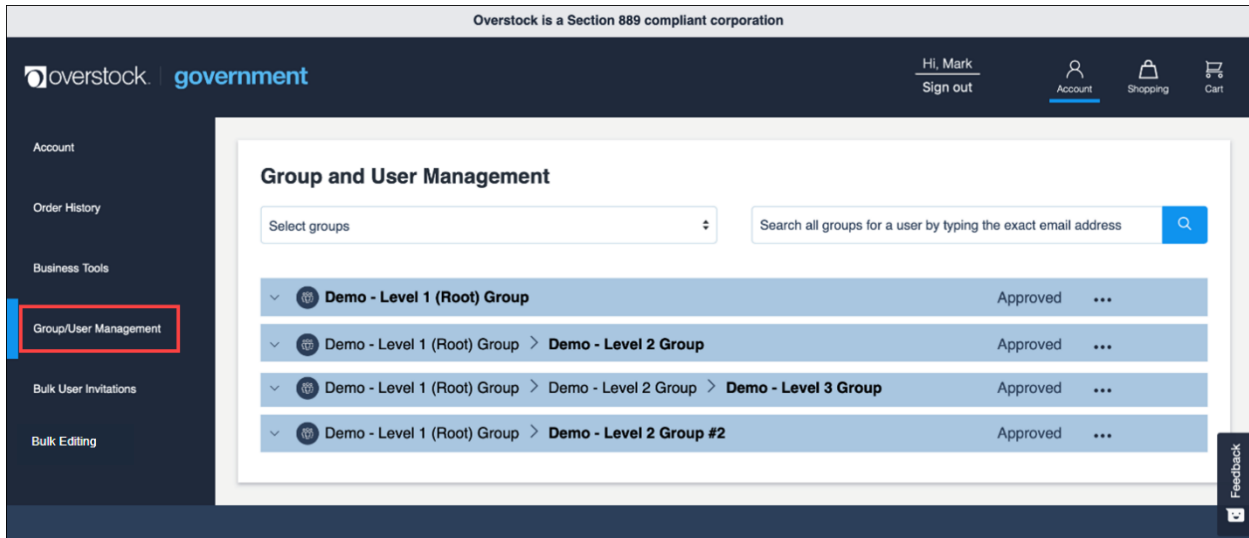 Overstock is a Section 889 compliant corporation
overstock. government
Hi, Mark
Sign out
Account
Shopping
Cart
Account
Order History
Business Tools
Group/User Management
Bulk User Invitations
Bulk Editing
Group and User Management
Select groups
Search all groups for a user by typing the exact email address
Demo - Level 1 (Root) Group Approved
Demo - Level 1 (Root) Group > Demo - Level 2 Group Approved
Demo - Level 1 (Root) Group > Demo - Level 2 Group > Demo - Level 3 Group Approved
Demo - Level 1 (Root) Group > Demo - Level 2 Group #2 Approved
Feedback